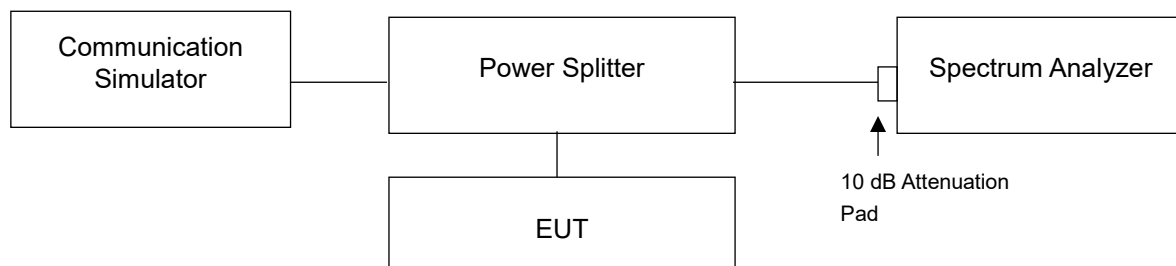 Communication
Simulator
Power Splitter
Spectrum Analyzer
10 dB Attenuation
Pad
EUT